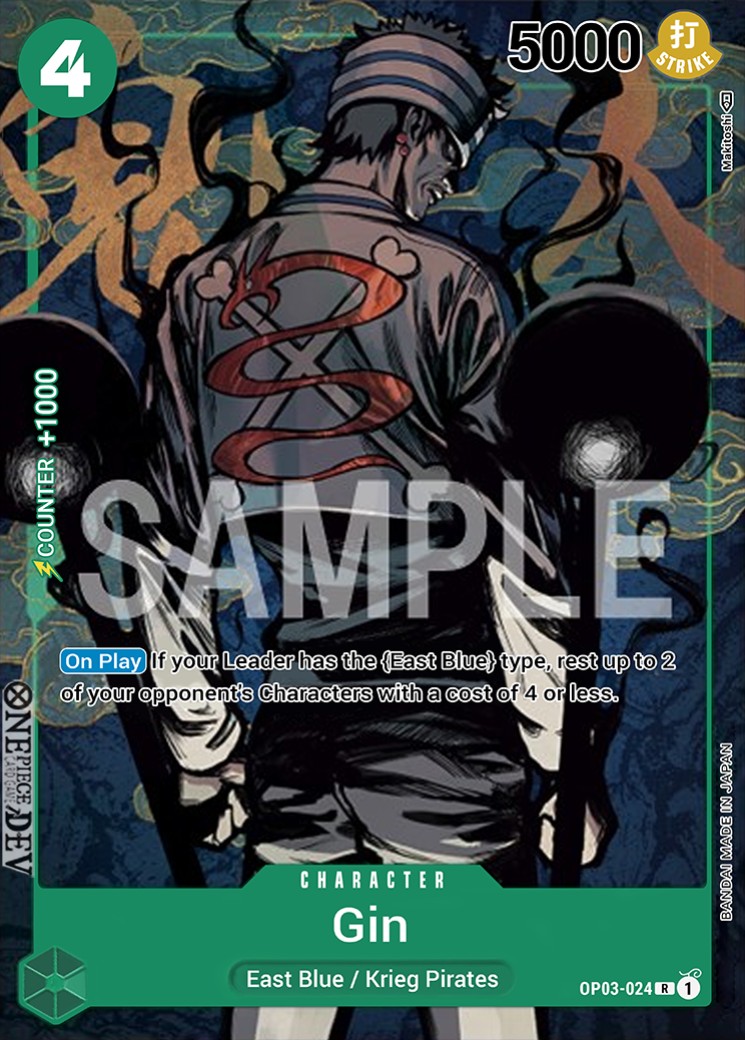 4
5000
打
STRIKE
Makitoshi
鬼人
COUNTER +1000
SAMPLE
On Play If your Leader has the {East Blue} type, rest up to 2
of your opponent's Characters with a cost of 4 or less.
ONE PIECE
CARD GAME
DEV
BANDAI MADE IN JAPAN
CHARACTER
Gin
East Blue / Krieg Pirates
OP03-024 R 1